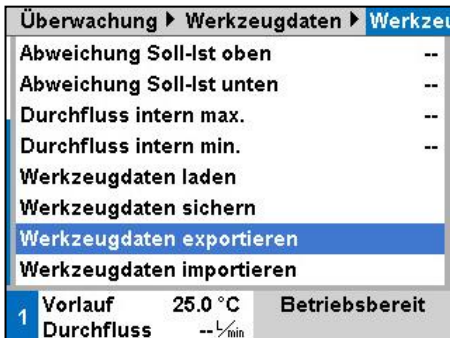 Überwachung ▶ Werkzeugdaten ▶ Werkzeu
Abweichung Soll-Ist oben --
Abweichung Soll-Ist unten --
Durchfluss intern max. --
Durchfluss intern min. --
Werkzeugdaten laden
Werkzeugdaten sichern
Werkzeugdaten exportieren
Werkzeugdaten importieren
1 Vorlauf 25.0 °C Betriebsbereit
Durchfluss -- L/min